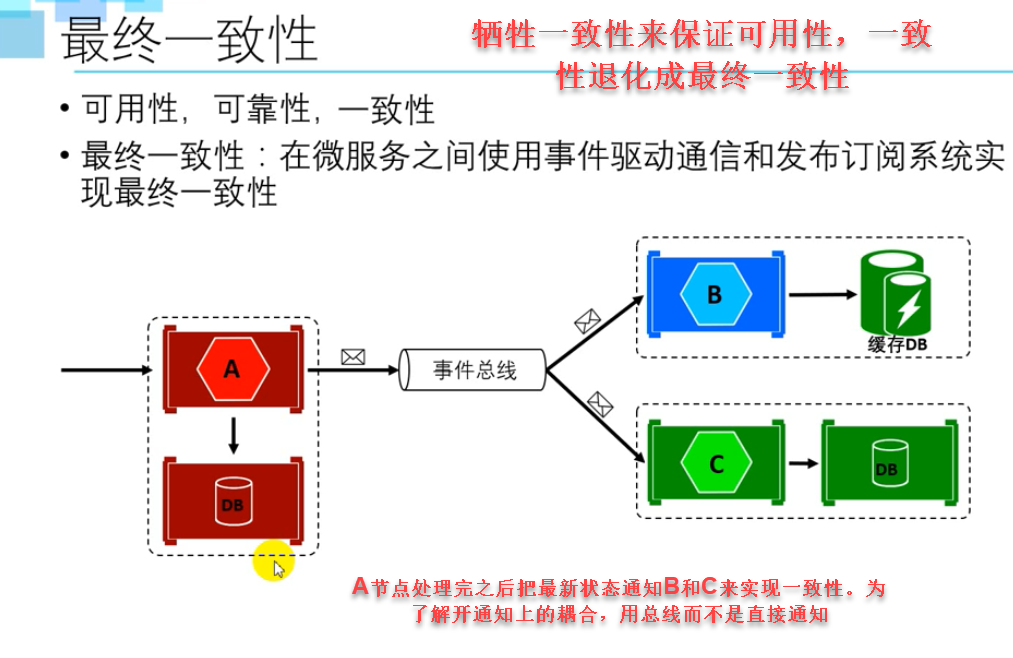 最终一致性
牺牲一致性来保证可用性，一致
性退化成最终一致性
• 可用性，可靠性，一致性
• 最终一致性：在微服务之间使用事件驱动通信和发布订阅系统实
现最终一致性
B
缓存DB
A
事件总线
C
DB
DB
A节点处理完之后把最新状态通知B和C来实现一致性。为
了解开通知上的耦合，用总线而不是直接通知